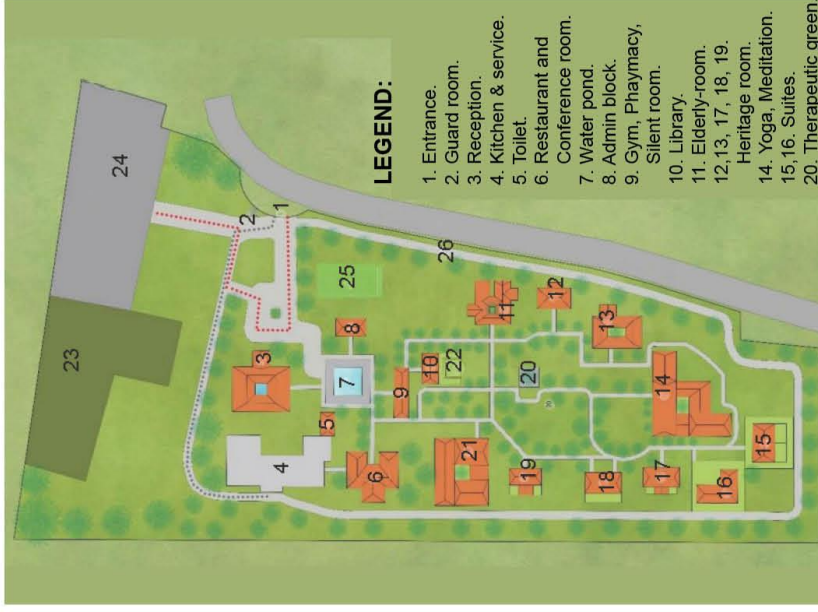 24
23
2
1
26
25
3
8
7
5
4
9
10
22
11
12
6
21
20
13
19
14
18
17
15
16
LEGEND:
1. Entrance.
2. Guard room.
3. Reception.
4. Kitchen & service.
5. Toilet.
6. Restaurant and
Conference room.
7. Water pond.
8. Admin block.
9. Gym, Phaymacy,
Silent room.
10. Library.
11. Elderly-room.
12,13, 17, 18, 19.
Heritage room.
14. Yoga, Meditation.
15,16. Suites.
20. Therapeutic green.